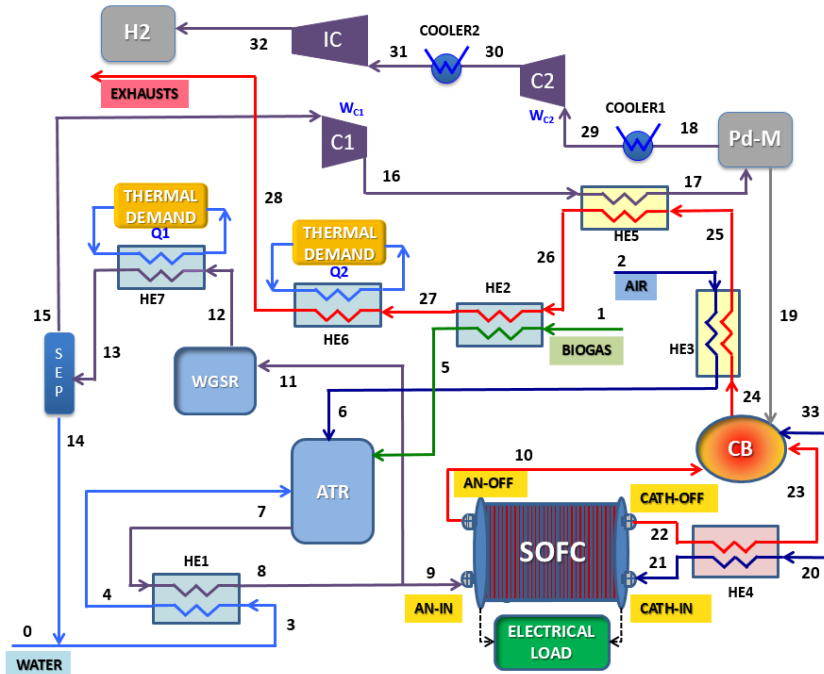 H2
32
IC
31
COOLER2
30
C2
EXHAUSTS
WC1
C1
WC2
29
COOLER1
18
Pd-M
16
17
THERMAL
DEMAND
Q1
HE7
28
THERMAL
DEMAND
Q2
HE6
HE5
25
26
2
AIR
19
27
HE2
1
BIOGAS
HE3
15
12
13
SEP
WGSR
11
5
24
14
6
33
CB
10
23
ATR
AN-OFF
CATH-OFF
7
22
SOFC
21
HE1
8
9
20
4
AN-IN
CATH-IN
HE4
0
3
ELECTRICAL
LOAD
WATER